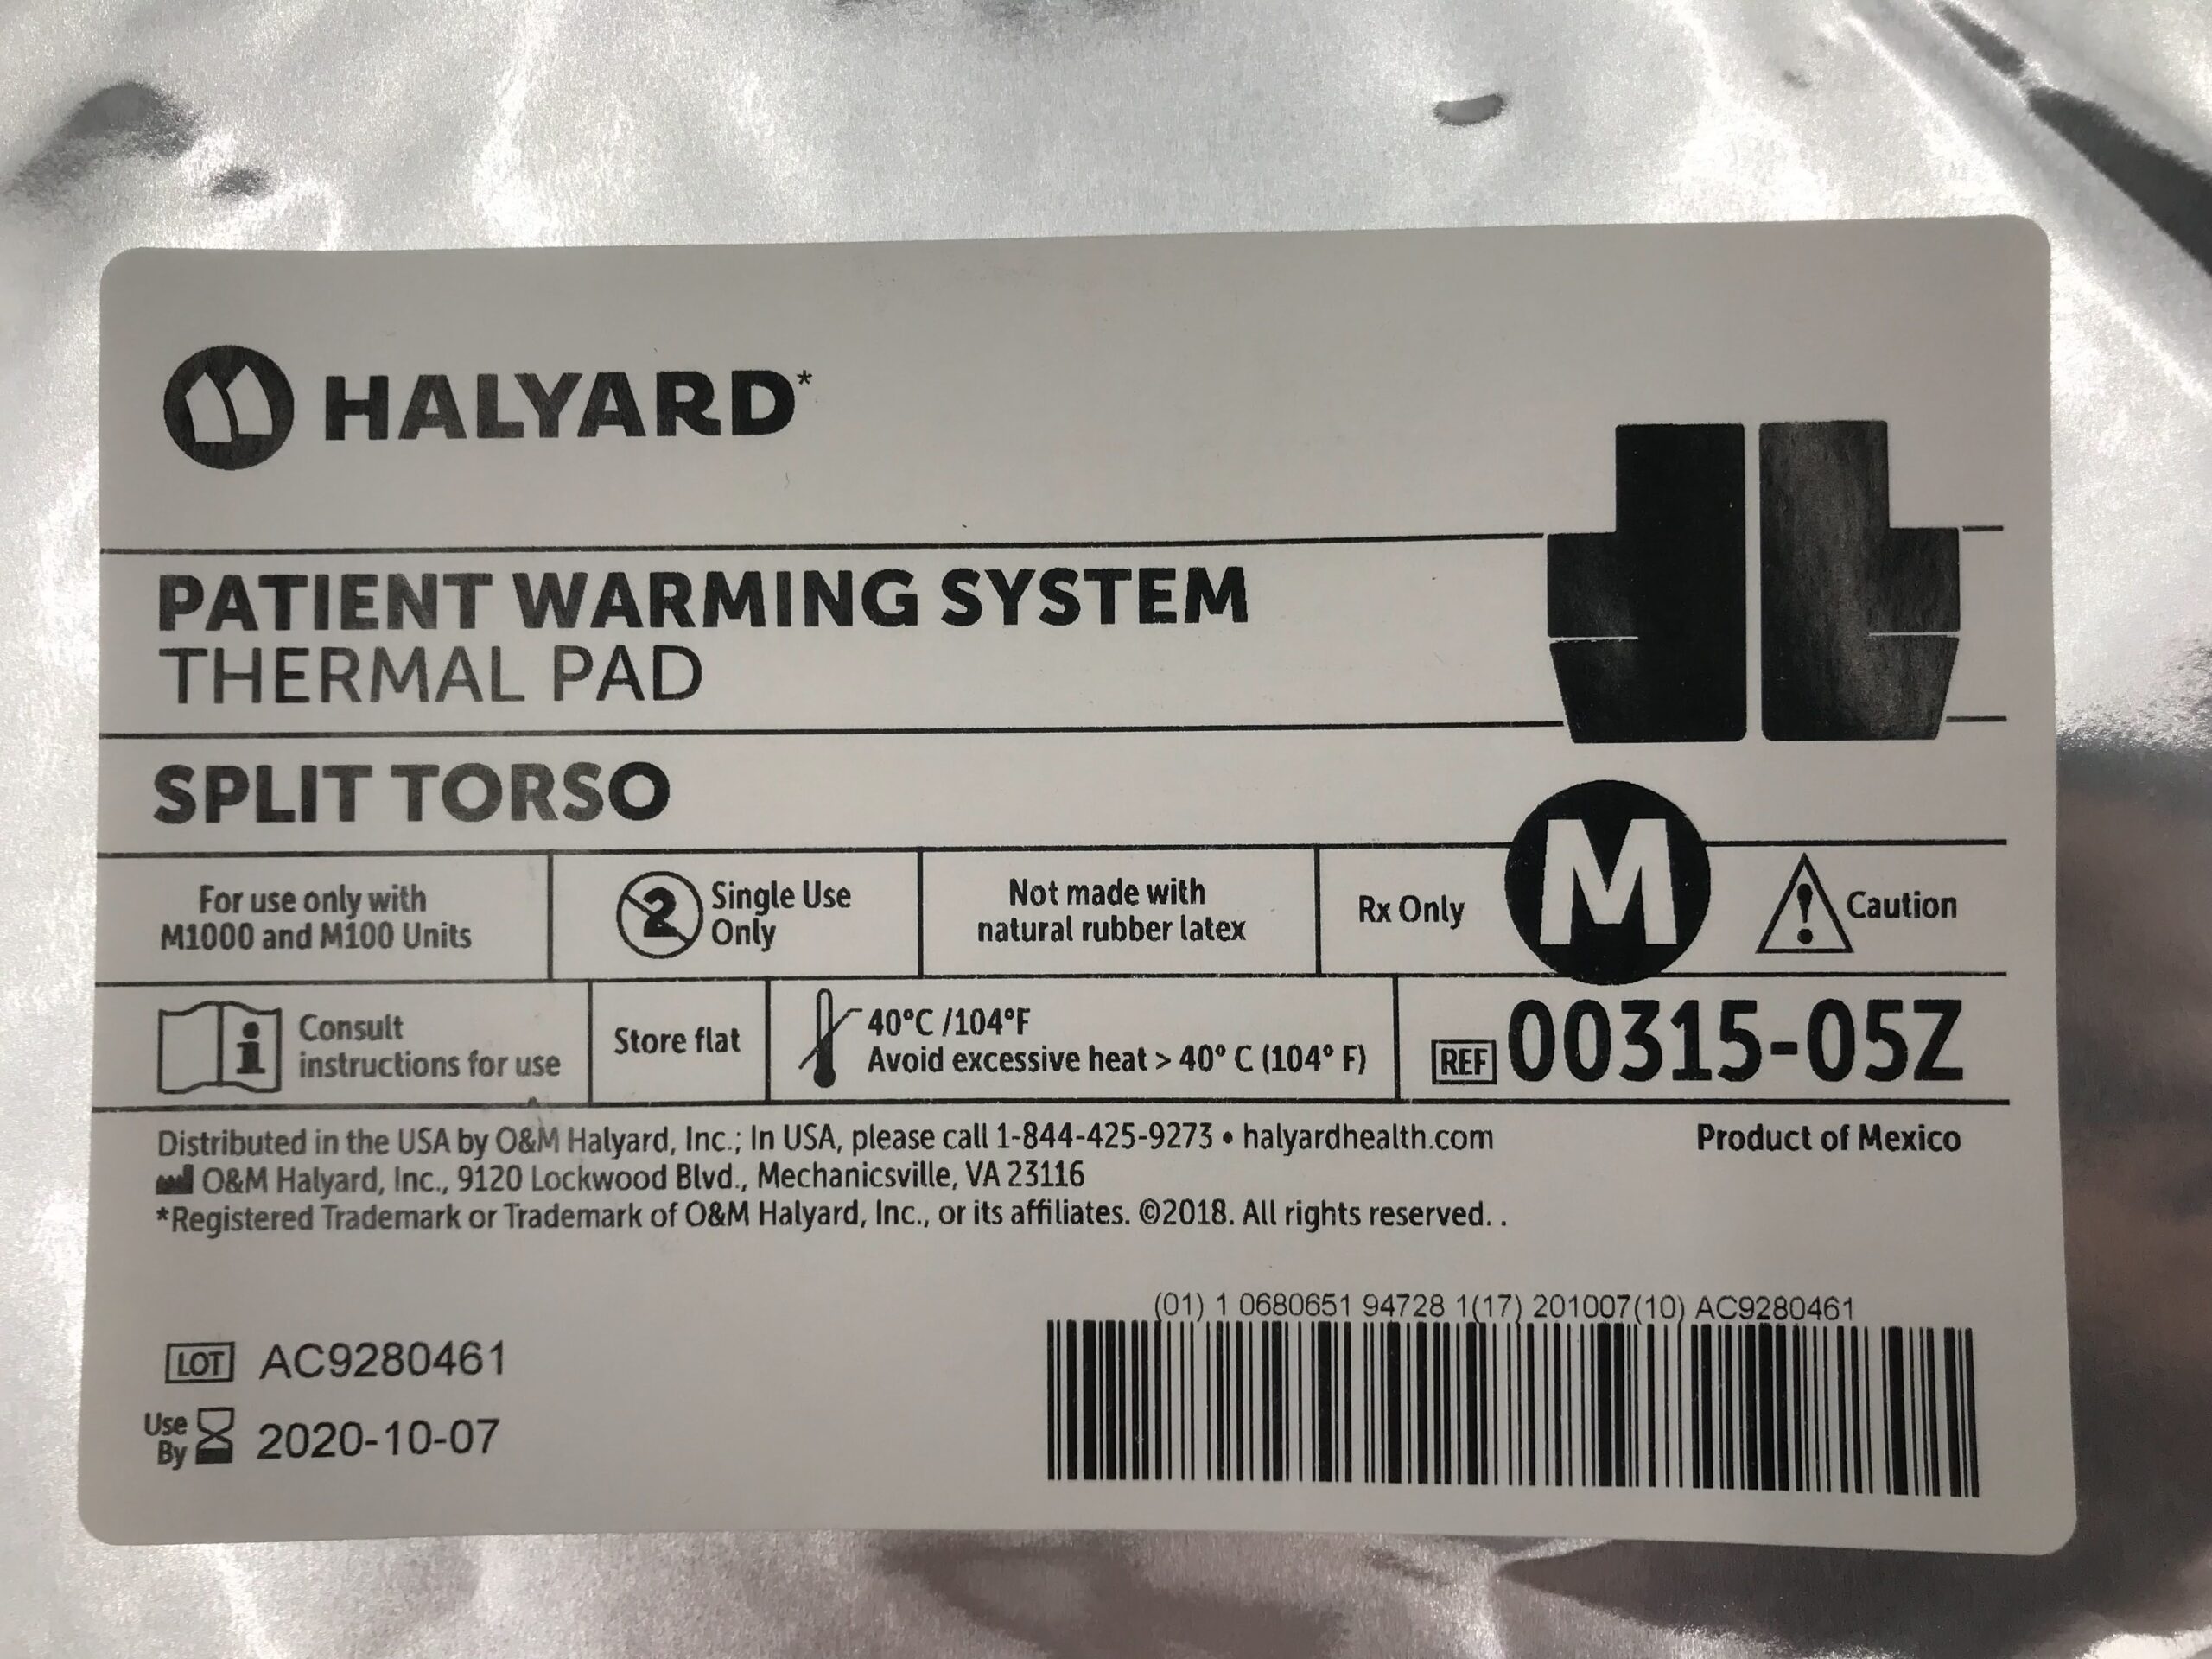 HALYARD*
PATIENT WARMING SYSTEM
THERMAL PAD
SPLIT TORSO
For use only with
M1000 and M100 Units
2 Single Use
Only
Not made with
natural rubber latex
Rx Only
M
Caution
Consult
instructions for use
Store flat
40°C /104°F
Avoid excessive heat > 40° C (104° F)
REF 00315-05Z
Distributed in the USA by O&M Halyard, Inc.; In USA, please call 1-844-425-9273 • halyardhealth.com
Product of Mexico
O&M Halyard, Inc., 9120 Lockwood Blvd., Mechanicsville, VA 23116
*Registered Trademark or Trademark of O&M Halyard, Inc., or its affiliates. ©2018. All rights reserved. .
(01) 1 0680651 94728 1(17) 201007(10) AC9280461
LOT AC9280461
Use
By 2020-10-07